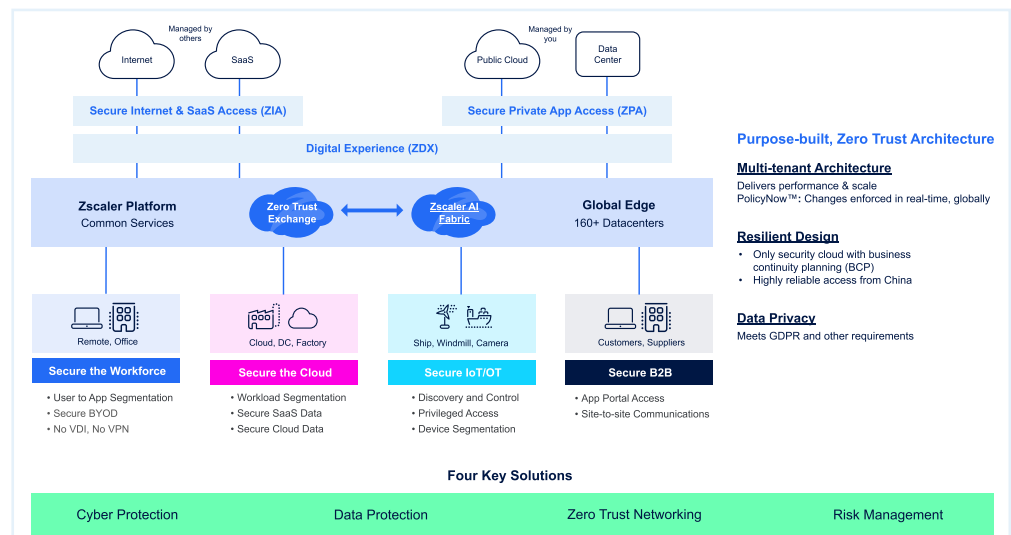 Managed by
others
Managed by
you
Internet
SaaS
Public Cloud
Data
Center
Secure Internet & SaaS Access (ZIA)
Secure Private App Access (ZPA)
Digital Experience (ZDX)
Zscaler Platform
Common Services
Zero Trust
Exchange
Zscaler AI
Fabric
Global Edge
160+ Datacenters
Remote, Office
Cloud, DC, Factory
Ship, Windmill, Camera
Customers, Suppliers
Secure the Workforce
Secure the Cloud
Secure IoT/OT
Secure B2B
• User to App Segmentation
• Secure BYOD
• No VDI, No VPN
• Workload Segmentation
• Secure SaaS Data
• Secure Cloud Data
• Discovery and Control
• Privileged Access
• Device Segmentation
• App Portal Access
• Site-to-site Communications
Purpose-built, Zero Trust Architecture
Multi-tenant Architecture
Delivers performance & scale
PolicyNow™: Changes enforced in real-time, globally
Resilient Design
• Only security cloud with business
continuity planning (BCP)
• Highly reliable access from China
Data Privacy
Meets GDPR and other requirements
Four Key Solutions
Cyber Protection
Data Protection
Zero Trust Networking
Risk Management